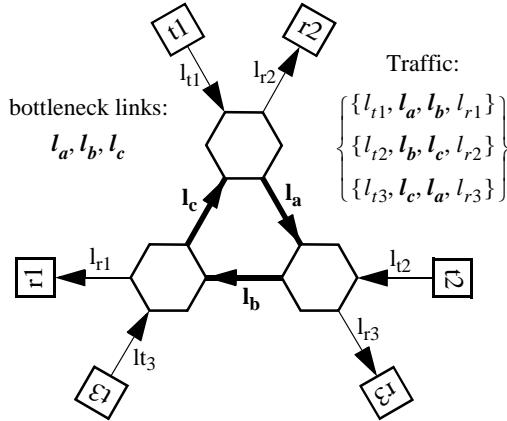 t1
r2
l_t1
l_r2
Traffic:
bottleneck links:
l_a, l_b, l_c
{l_t1, l_a, l_b, l_r1}
{l_t2, l_b, l_c, l_r2}
{l_t3, l_c, l_a, l_r3}
l_c
l_a
r1
l_r1
l_b
l_t2
t2
lt_3
l_r3
t3
r3